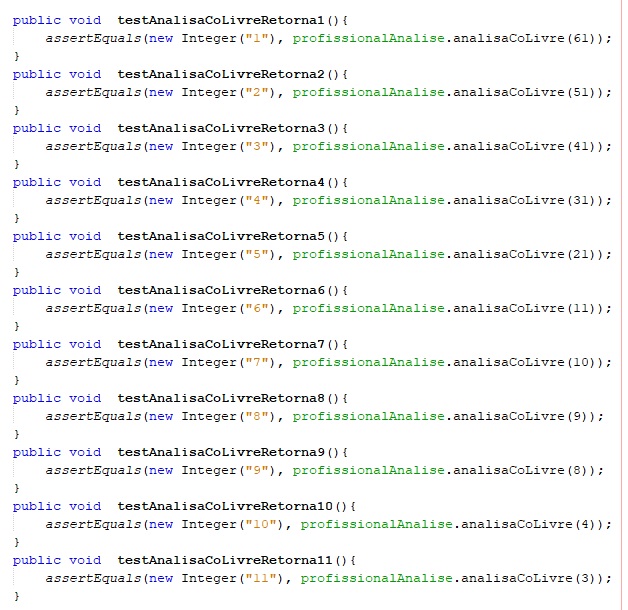 public void  testAnalisaCoLivreRetorna1(){
    assertEquals(new Integer("1"), profissionalAnalise.analisaCoLivre(61));
}
public void  testAnalisaCoLivreRetorna2(){
    assertEquals(new Integer("2"), profissionalAnalise.analisaCoLivre(51));
}
public void  testAnalisaCoLivreRetorna3(){
    assertEquals(new Integer("3"), profissionalAnalise.analisaCoLivre(41));
}
public void  testAnalisaCoLivreRetorna4(){
    assertEquals(new Integer("4"), profissionalAnalise.analisaCoLivre(31));
}
public void  testAnalisaCoLivreRetorna5(){
    assertEquals(new Integer("5"), profissionalAnalise.analisaCoLivre(21));
}
public void  testAnalisaCoLivreRetorna6(){
    assertEquals(new Integer("6"), profissionalAnalise.analisaCoLivre(11));
}
public void  testAnalisaCoLivreRetorna7(){
    assertEquals(new Integer("7"), profissionalAnalise.analisaCoLivre(10));
}
public void  testAnalisaCoLivreRetorna8(){
    assertEquals(new Integer("8"), profissionalAnalise.analisaCoLivre(9));
}
public void  testAnalisaCoLivreRetorna9(){
    assertEquals(new Integer("9"), profissionalAnalise.analisaCoLivre(8));
}
public void  testAnalisaCoLivreRetorna10(){
    assertEquals(new Integer("10"), profissionalAnalise.analisaCoLivre(4));
}
public void  testAnalisaCoLivreRetorna11(){
    assertEquals(new Integer("11"), profissionalAnalise.analisaCoLivre(3));
}